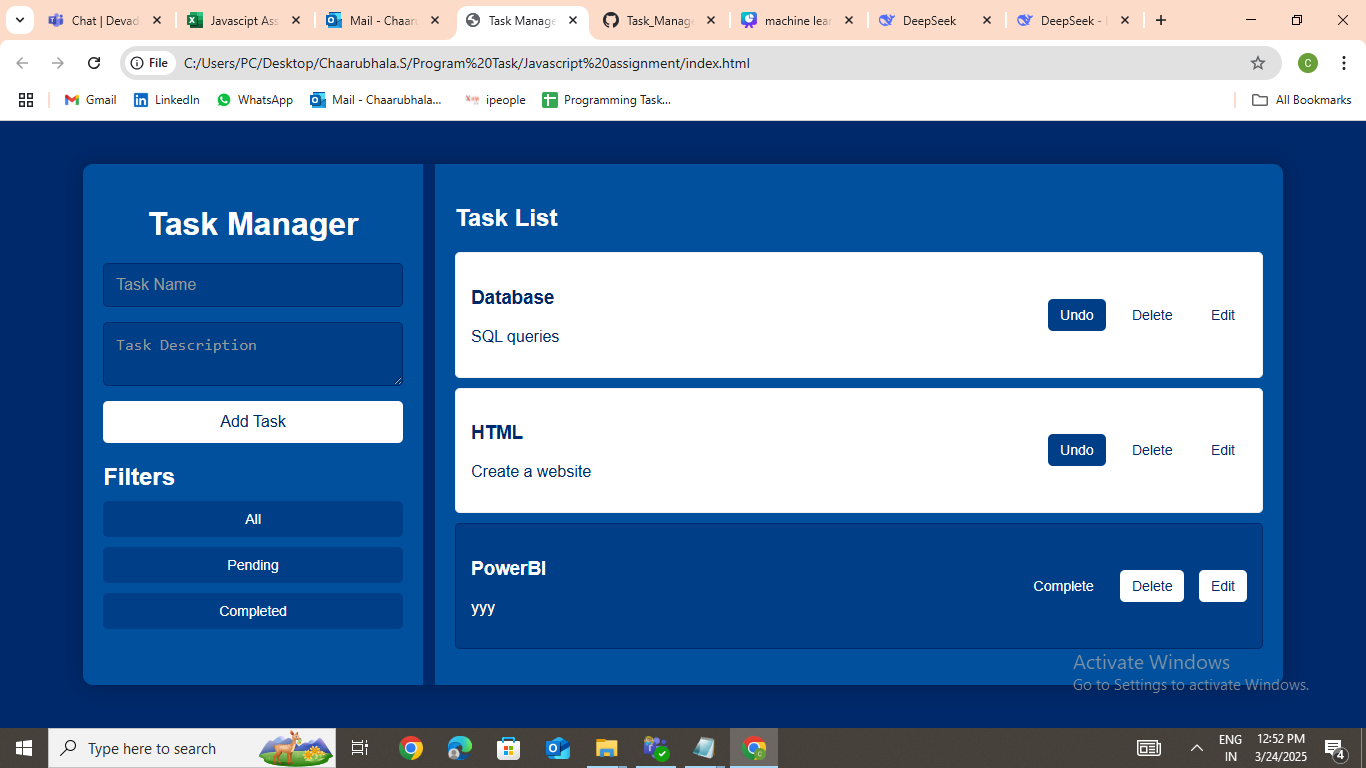 Chat | Devad
Javascipt Ass
Mail - Chaaru
Task Manage
Task_Manag
machine lear
DeepSeek
DeepSeek -
File
C:/Users/PC/Desktop/Chaarubhala.S/Program%20Task/Javascript%20assignment/index.html
C
Gmail
LinkedIn
WhatsApp
Mail - Chaarubhala...
ipeople
Programming Task...
All Bookmarks
Task Manager
Task Name
Task Description
Add Task
Filters
All
Pending
Completed
Task List
Database
SQL queries
Undo
Delete
Edit
HTML
Create a website
Undo
Delete
Edit
PowerBI
yyy
Complete
Delete
Edit
Activate Windows
Go to Settings to activate Windows.
Type here to search
ENG
IN
12:52 PM
3/24/2025
4